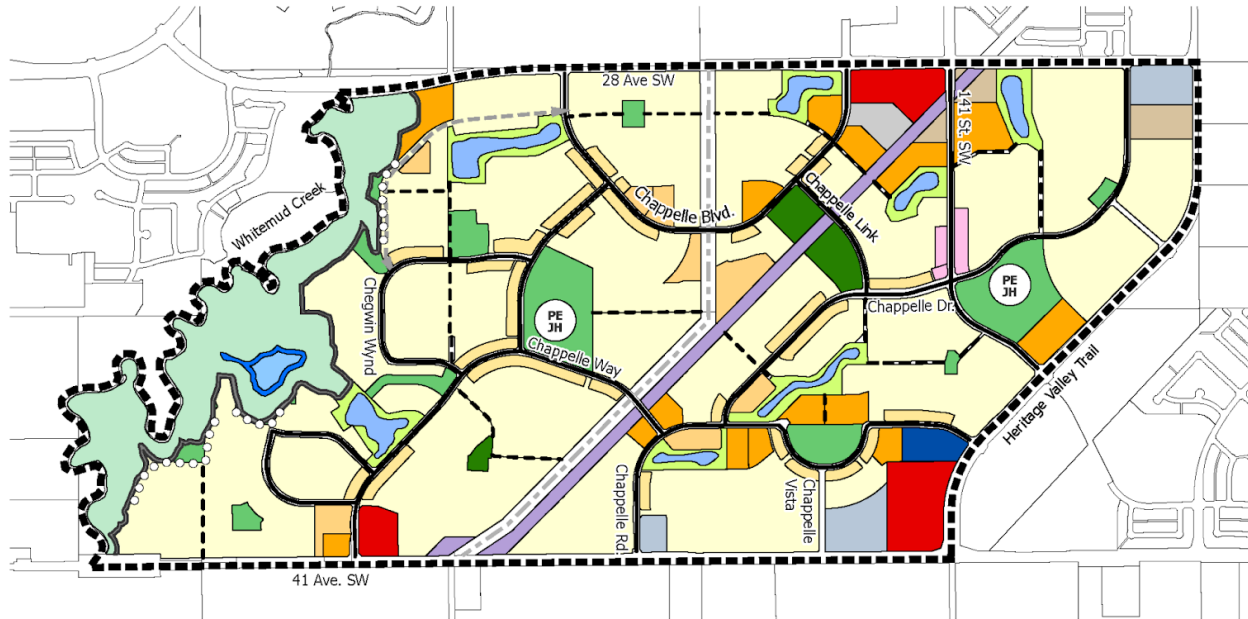 28 Ave SW
141 St. SW
Whitemud Creek
Chappelle Blvd.
Chappelle Link
PE
JH
Chegwin Wynd
PE
JH
Chappelle Dr.
Chappelle Way
Heritage Valley Trail
Chappelle Rd.
Chappelle
Vista
41 Ave. SW